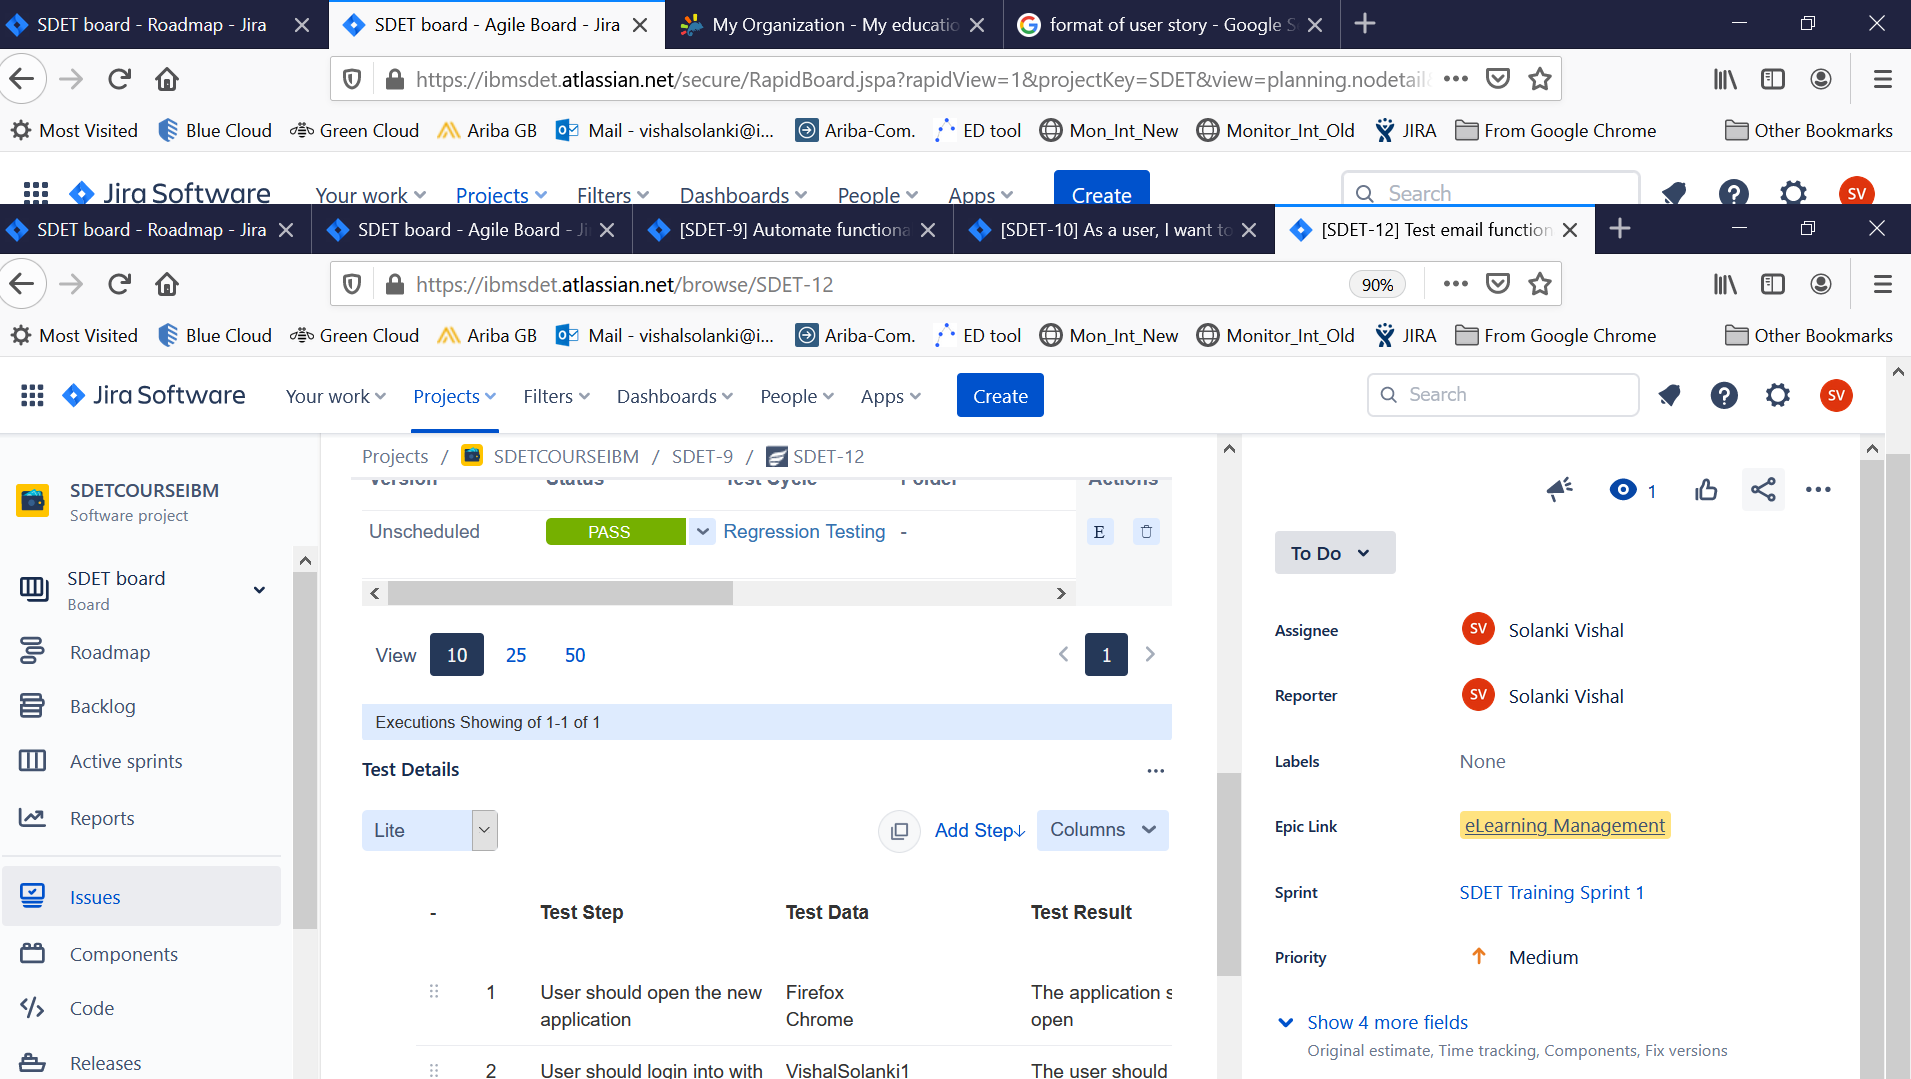 SDET board - Roadmap - Jira
SDET board - Agile Board - Jira
My Organization - My educatio
format of user story - Google S
https://ibmsdet.atlassian.net/secure/RapidBoard.jspa?rapidView=1&projectKey=SDET&view=planning.nodetail
Most Visited
Blue Cloud
Green Cloud
Ariba GB
Mail - vishalsolanki@i...
Ariba-Com.
ED tool
Mon_Int_New
Monitor_Int_Old
JIRA
From Google Chrome
Other Bookmarks
Jira Software
Your work
Projects
Filters
Dashboards
People
Apps
Create
Search
SV
SDET board - Roadmap - Jira
SDET board - Agile Board - Ji
[SDET-9] Automate functiona
[SDET-10] As a user, I want to
[SDET-12] Test email function
https://ibmsdet.atlassian.net/browse/SDET-12
90%
Most Visited
Blue Cloud
Green Cloud
Ariba GB
Mail - vishalsolanki@i...
Ariba-Com.
ED tool
Mon_Int_New
Monitor_Int_Old
JIRA
From Google Chrome
Other Bookmarks
Jira Software
Your work
Projects
Filters
Dashboards
People
Apps
Create
Search
SV
SDETCOURSEIBM
Software project
SDET board
Board
Roadmap
Backlog
Active sprints
Reports
Issues
Components
Code
Releases
Projects / SDETCOURSEIBM / SDET-9 / SDET-12
Version Status Test Cycle Folder Actions
Unscheduled PASS Regression Testing - E
View 10 25 50
1
Executions Showing of 1-1 of 1
Test Details
Lite
Add Step↓
Columns
- Test Step Test Data Test Result
1 User should open the new Firefox The application s
application Chrome open
2 User should login into with VishalSolanki1 The user should
1
To Do
Assignee
SV Solanki Vishal
Reporter
SV Solanki Vishal
Labels
None
Epic Link
eLearning Management
Sprint
SDET Training Sprint 1
Priority
Medium
Show 4 more fields
Original estimate, Time tracking, Components, Fix versions